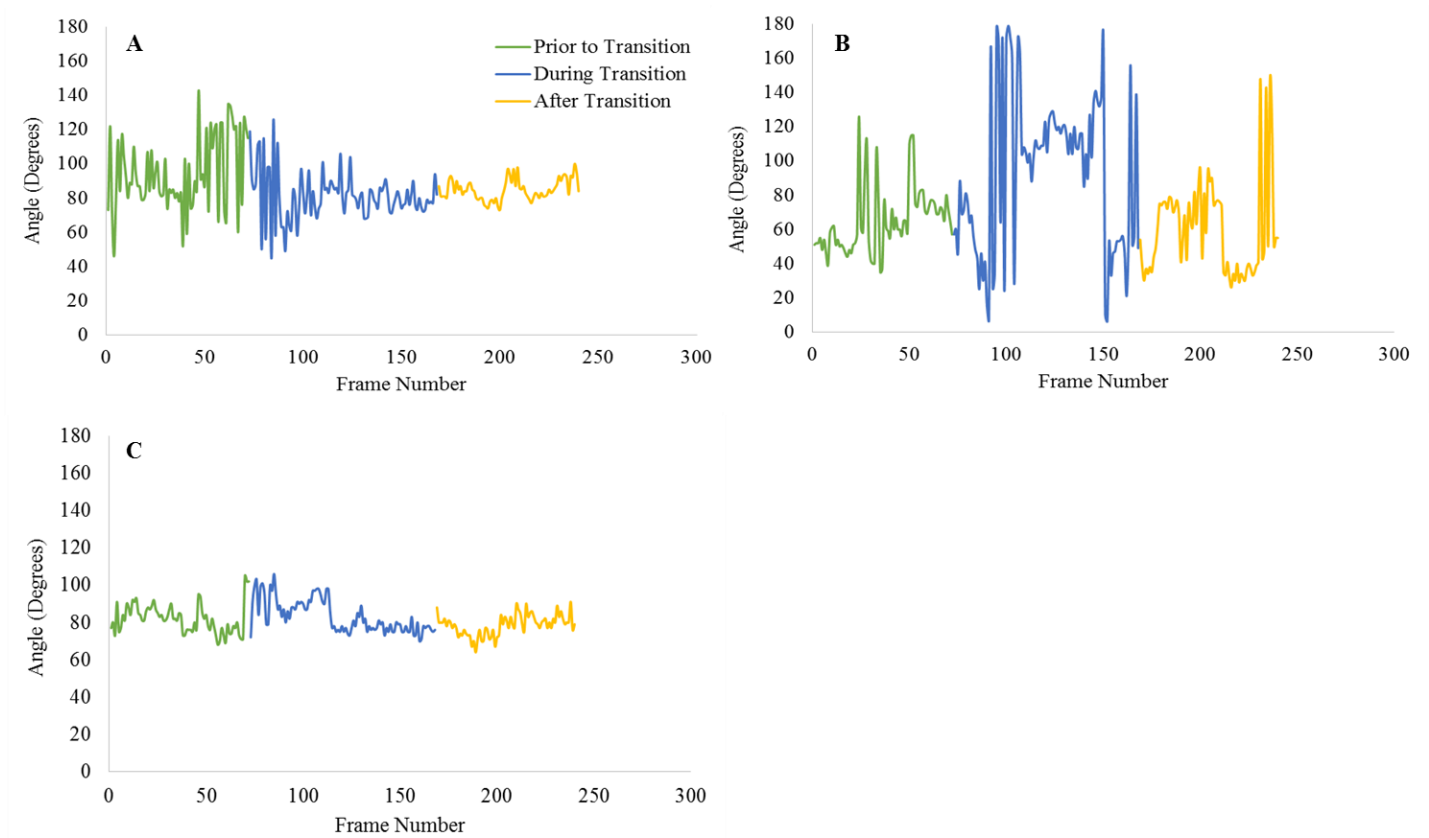 A
Prior to Transition
During Transition
After Transition
Angle (Degrees)
180
160
140
120
100
80
60
40
20
0
0 50 100 150 200 250 300
Frame Number
B
Angle (Degrees)
180
160
140
120
100
80
60
40
20
0
0 50 100 150 200 250 300
Frame Number
C
Angle (Degrees)
180
160
140
120
100
80
60
40
20
0
0 50 100 150 200 250 300
Frame Number